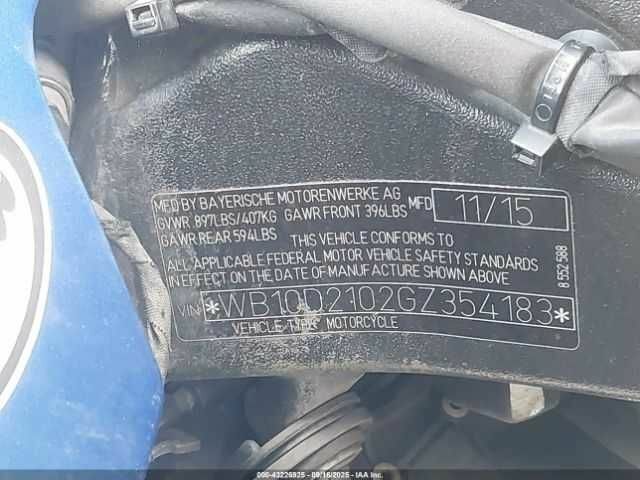 MFD BY BAYERISCHE MOTORENWERKE AG
GVWR 897LBS/407KG GAWR FRONT 396LBS MFD 11/15
GAWR REAR 594LBS THIS VEHICLE CONFORMS TO
ALL APPLICABLE FEDERAL MOTOR VEHICLE SAFETY STANDARDS
IN EFFECT ON THE DATE OF MANUFACTURE SHOWN ABOVE
VIN *WB10D2102GZ354183*
VEHICLE TYPE MOTORCYCLE
8 552 588
000-43226925 - 09/16/2025 - IAA Inc.